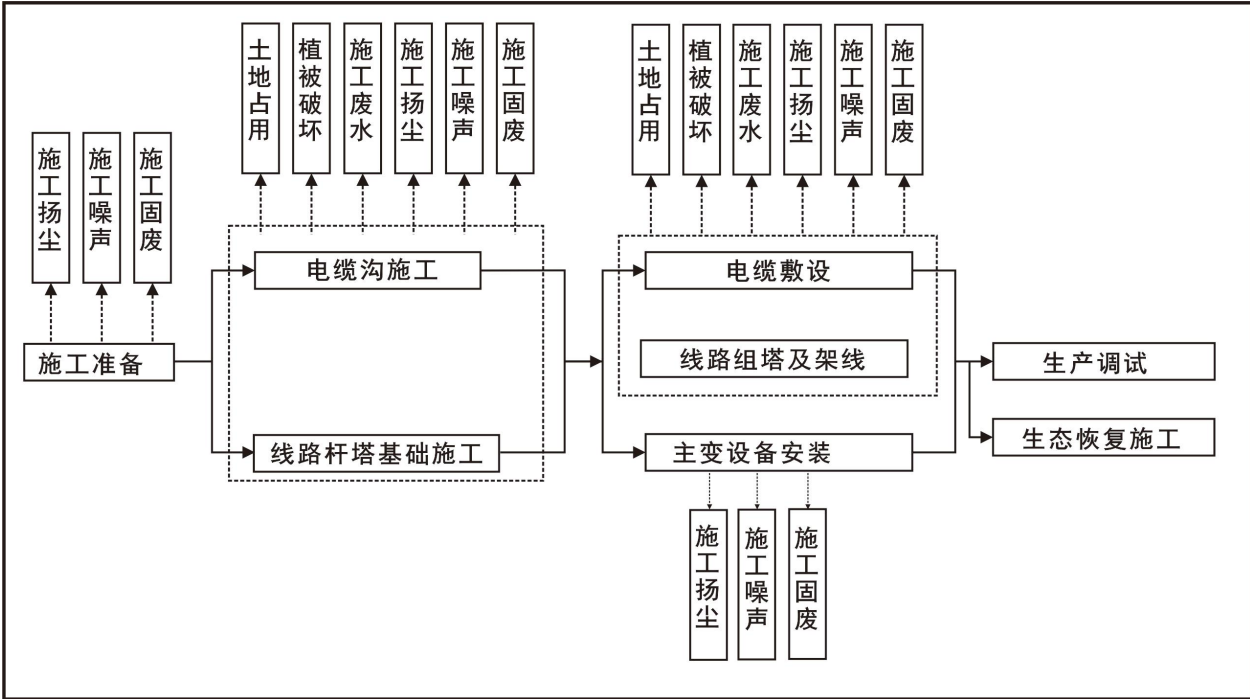 土地占用
植被破坏
施工废水
施工扬尘
施工噪声
施工固废
土地占用
植被破坏
施工废水
施工扬尘
施工噪声
施工固废
施工扬尘
施工噪声
施工固废
电缆沟施工
电缆敷设
施工准备
线路组塔及架线
生产调试
线路杆塔基础施工
主变设备安装
生态恢复施工
施工扬尘
施工噪声
施工固废